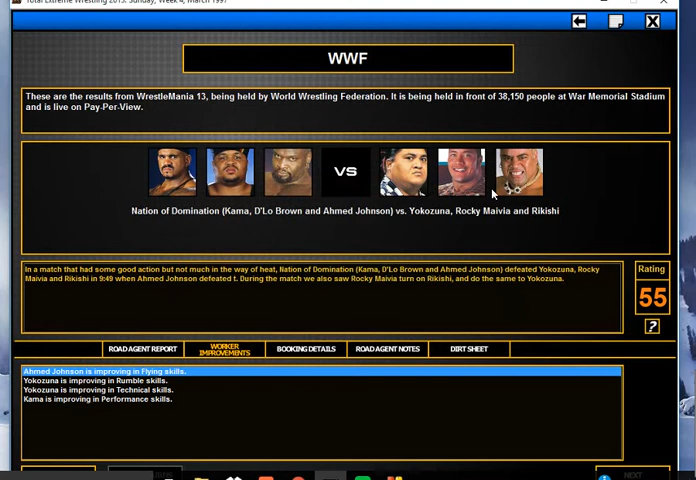 Total Extreme Wrestling 2013: Sunday, Week 4, March 1997
WWF
These are the results from WrestleMania 13, being held by World Wrestling Federation. It is being held in front of 38,150 people at War Memorial Stadium
and is live on Pay-Per-View.
VS
Nation of Domination (Kama, D'Lo Brown and Ahmed Johnson) vs. Yokozuna, Rocky Maivia and Rikishi
In a match that had some good action but not much in the way of heat, Nation of Domination (Kama, D'Lo Brown and Ahmed Johnson) defeated Yokozuna, Rocky
Maivia and Rikishi in 9:49 when Ahmed Johnson defeated t. During the match we also saw Rocky Maivia turn on Rikishi, and do the same to Yokozuna.
Rating
55
?
ROAD AGENT REPORT
WORKER
IMPROVEMENTS
BOOKING DETAILS
ROAD AGENT NOTES
DIRT SHEET
Ahmed Johnson is improving in Flying skills.
Yokozuna is improving in Rumble skills.
Yokozuna is improving in Technical skills.
Kama is improving in Performance skills.
NEXT